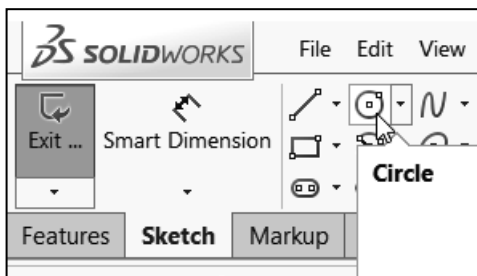 SOLIDWORKS File Edit View
Exit ... Smart Dimension
Circle
Features Sketch Markup